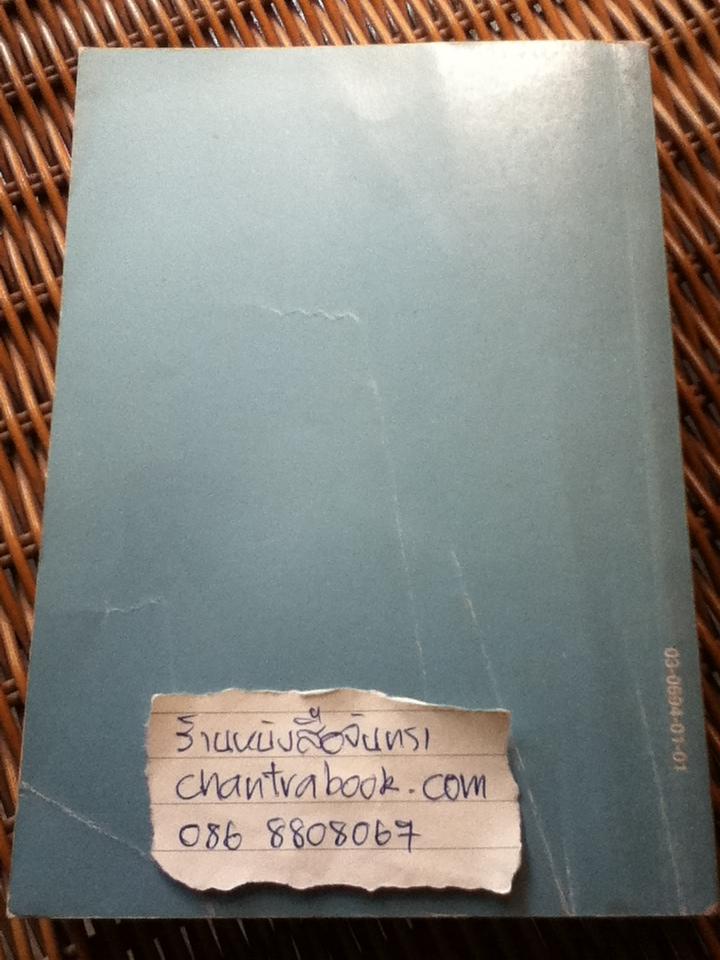 ร้านหนังสือจันทรา
chantrabook.com
086 8808067
03-0694-01-01